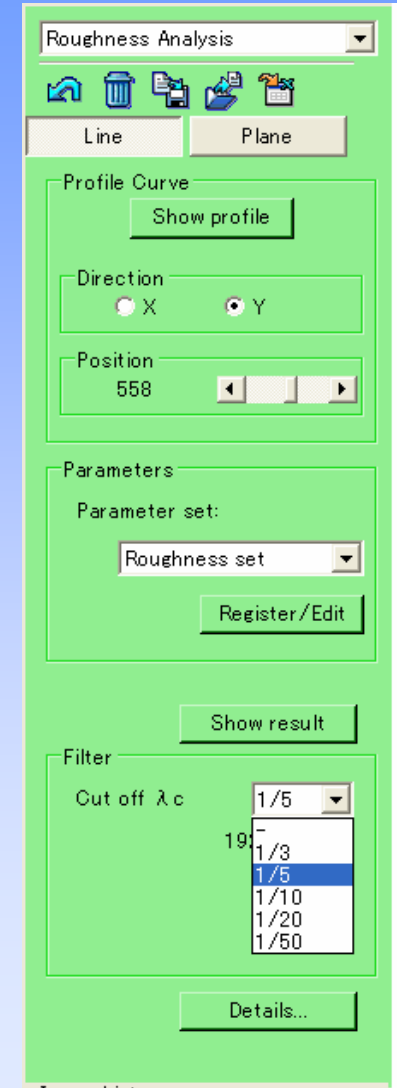 Roughness Analysis
Line Plane
Profile Curve
Show profile
Direction
X Y
Position
558
Parameters
Parameter set:
Roughness set
Register/Edit
Show result
Filter
Cut off λc 1/5
-
1/3
1/5
1/10
1/20
1/50
Details...